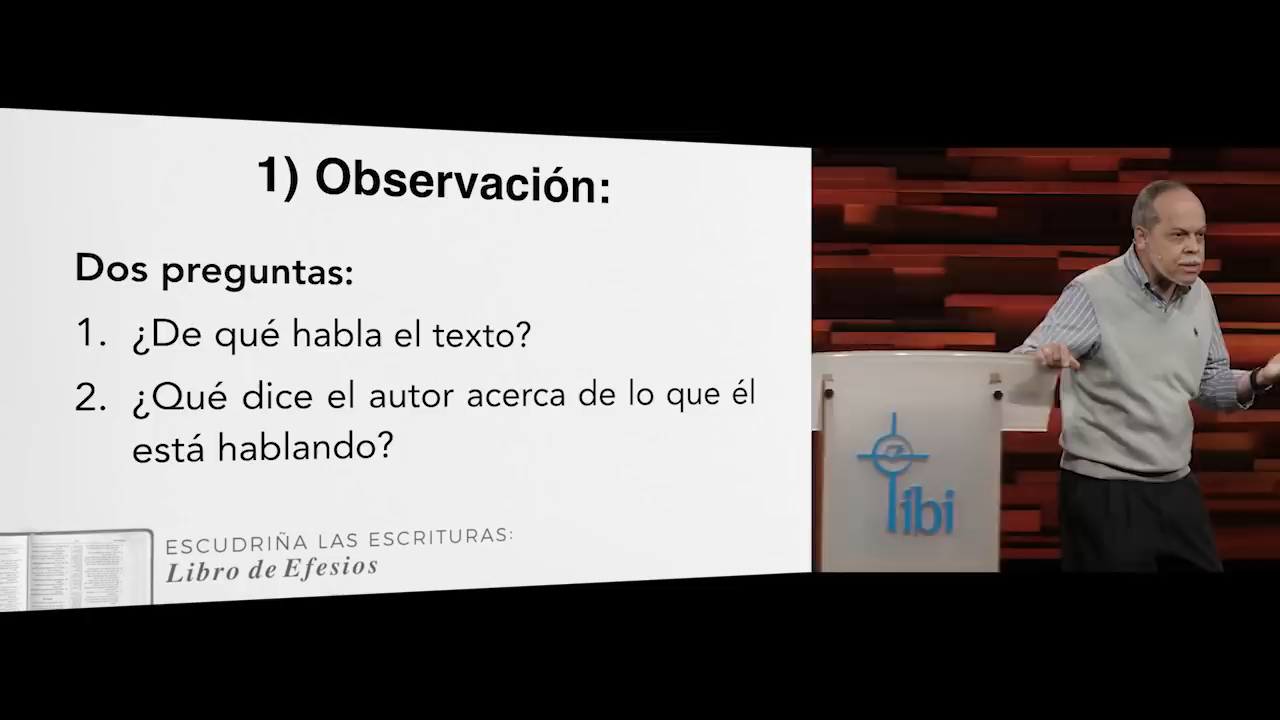 1) Observación:
Dos preguntas:
1. ¿De qué habla el texto?
2. ¿Qué dice el autor acerca de lo que él
está hablando?
ESCUDRIÑA LAS ESCRITURAS:
Libro de Efesios
ibi